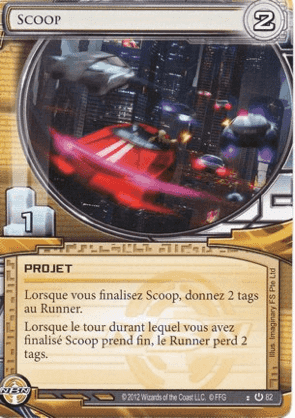 SCOOP
2
1
PROJET
Lorsque vous finalisez Scoop, donnez 2 tags
au Runner.
Lorsque le tour durant lequel vous avez
finalisé Scoop prend fin, le Runner perd 2
tags.
Illus. Imaginary FS Pte Ltd
NBN
© 2012 Wizards of the Coast LLC. © FFG
82